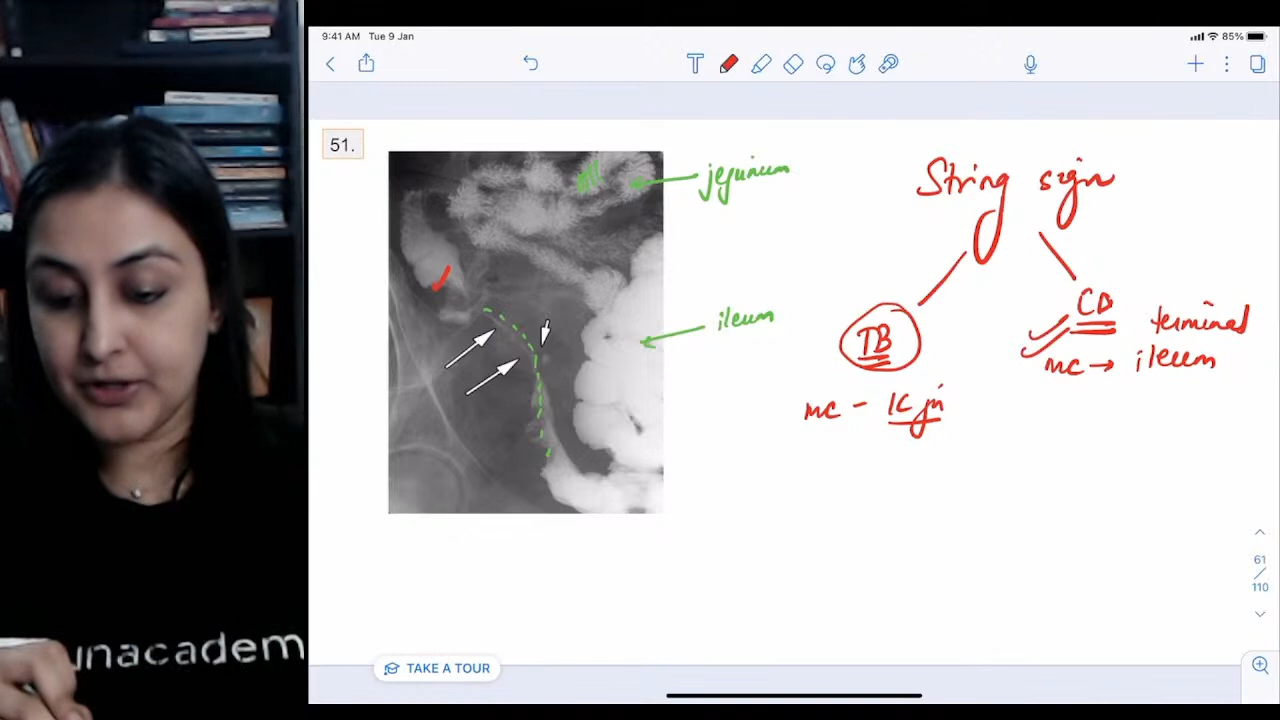 9:41 AM Tue 9 Jan
85%
T
51.
jejunum
String sign
ileum
TB
CD
terminal
mc → ileum
mc - IC jn
61
110
unacadem
TAKE A TOUR